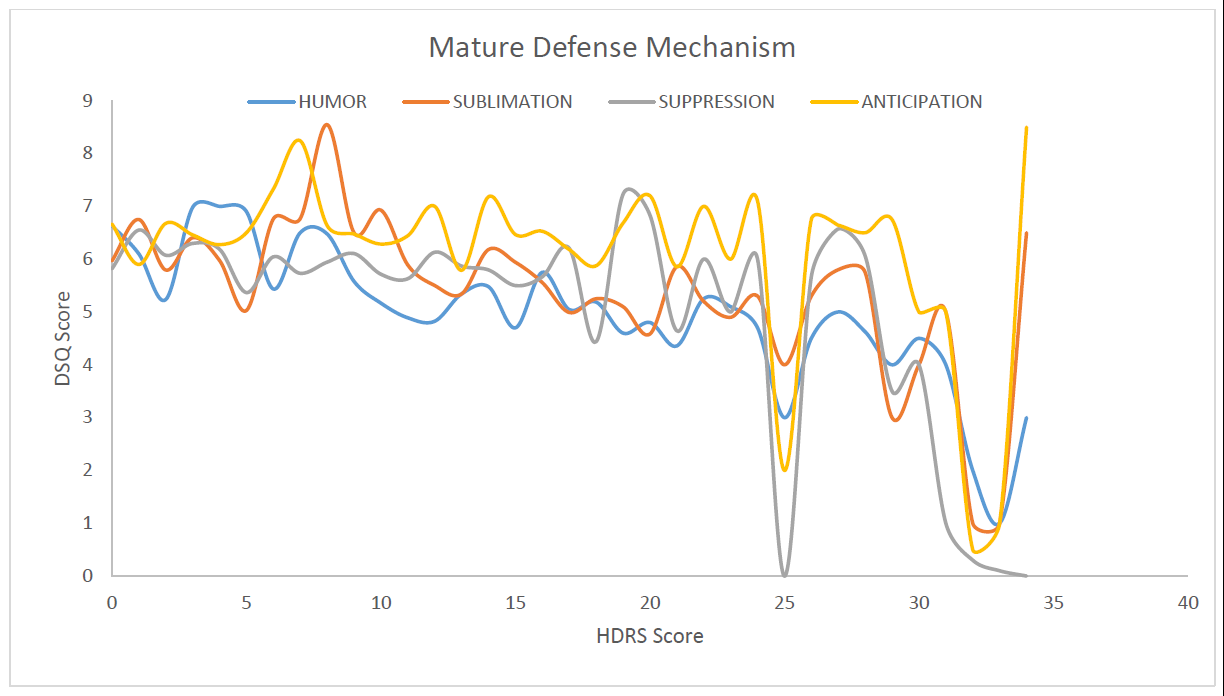 Mature Defense Mechanism
HUMOR SUBLIMATION SUPPRESSION ANTICIPATION
9
8
7
6
5
4
3
2
1
0
DSQ Score
0 5 10 15 20 25 30 35 40
HDRS Score